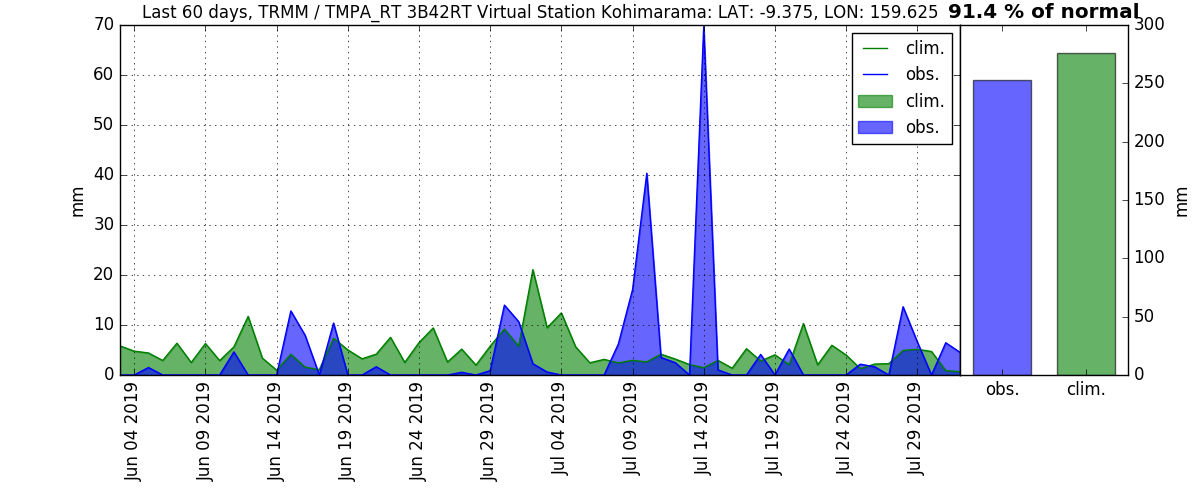 Last 60 days, TRMM / TMPA_RT 3B42RT Virtual Station Kohimarama: LAT: -9.375, LON: 159.625 91.4 % of normal
70
60
50
40
30
20
10
0
mm
clim.
obs.
clim.
obs.
Jun 04 2019
Jun 09 2019
Jun 14 2019
Jun 19 2019
Jun 24 2019
Jun 29 2019
Jul 04 2019
Jul 09 2019
Jul 14 2019
Jul 19 2019
Jul 24 2019
Jul 29 2019
300
250
200
150
100
50
0
mm
obs.
clim.